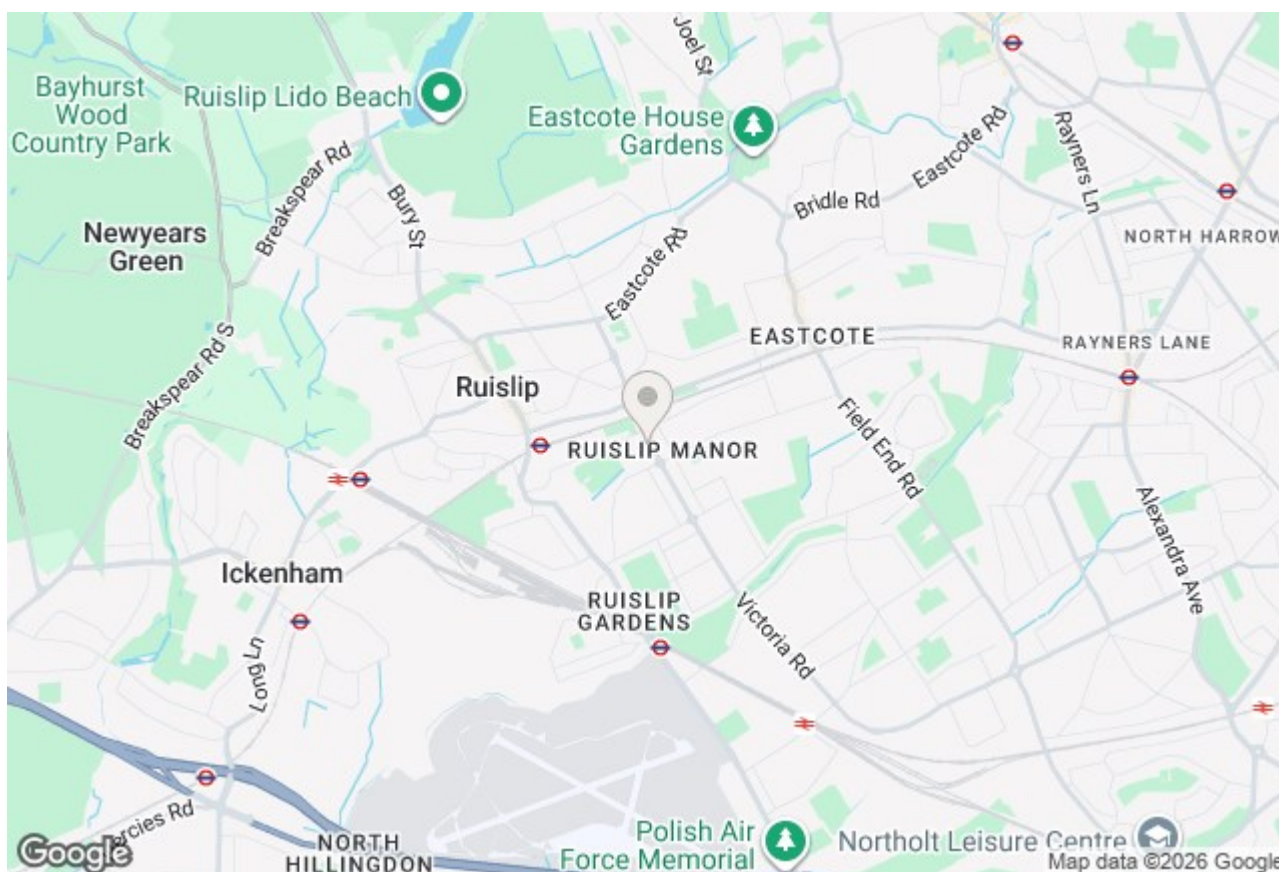 Joel St
Bayhurst
Wood
Country Park
Ruislip Lido Beach
Eastcote House
Gardens
Eastcote Rd
Rayners Ln
Breakspear Rd
Bury St
Bridle Rd
Newyears
Green
NORTH HARROW
Eastcote Rd
EASTCOTE
RAYNERS LANE
Breakspear Rd S
Ruislip
Field End Rd
RUISLIP MANOR
Alexandra Ave
Ickenham
RUISLIP
GARDENS
Victoria Rd
Long Ln
Polish Air
Force Memorial
Northolt Leisure Centre
NORTH
HILLINGDON
Google
Map data ©2026 Google